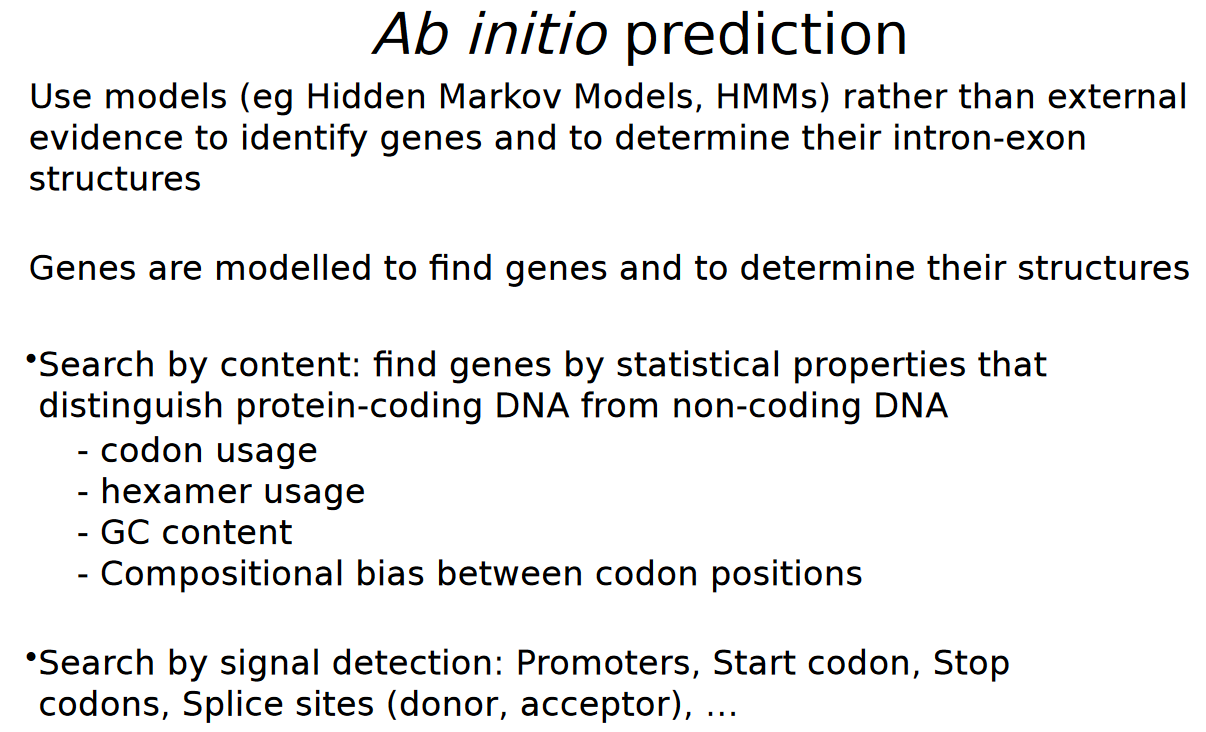 Ab initio prediction
Use models (eg Hidden Markov Models, HMMs) rather than external
evidence to identify genes and to determine their intron-exon
structures
Genes are modelled to find genes and to determine their structures
•Search by content: find genes by statistical properties that
distinguish protein-coding DNA from non-coding DNA
- codon usage
- hexamer usage
- GC content
- Compositional bias between codon positions
•Search by signal detection: Promoters, Start codon, Stop
codons, Splice sites (donor, acceptor), ...